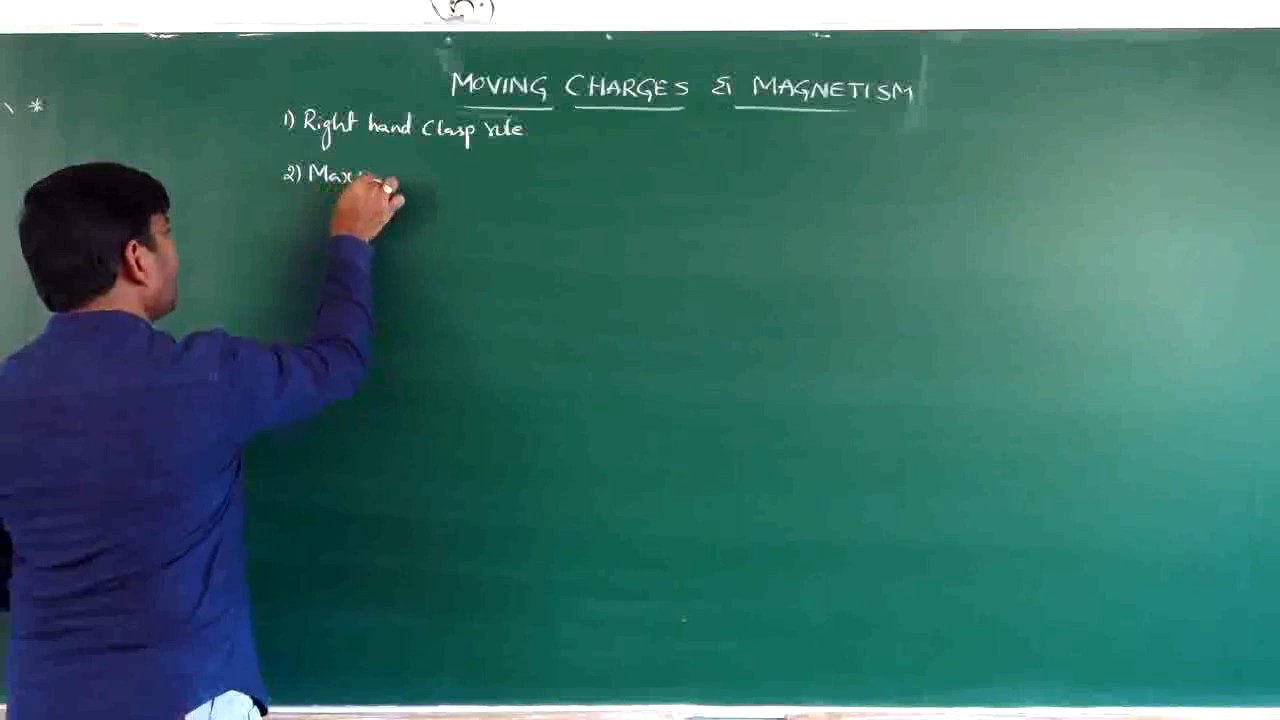 MOVING CHARGES & MAGNETISM
*
1) Right hand Clasp rule
2) Max